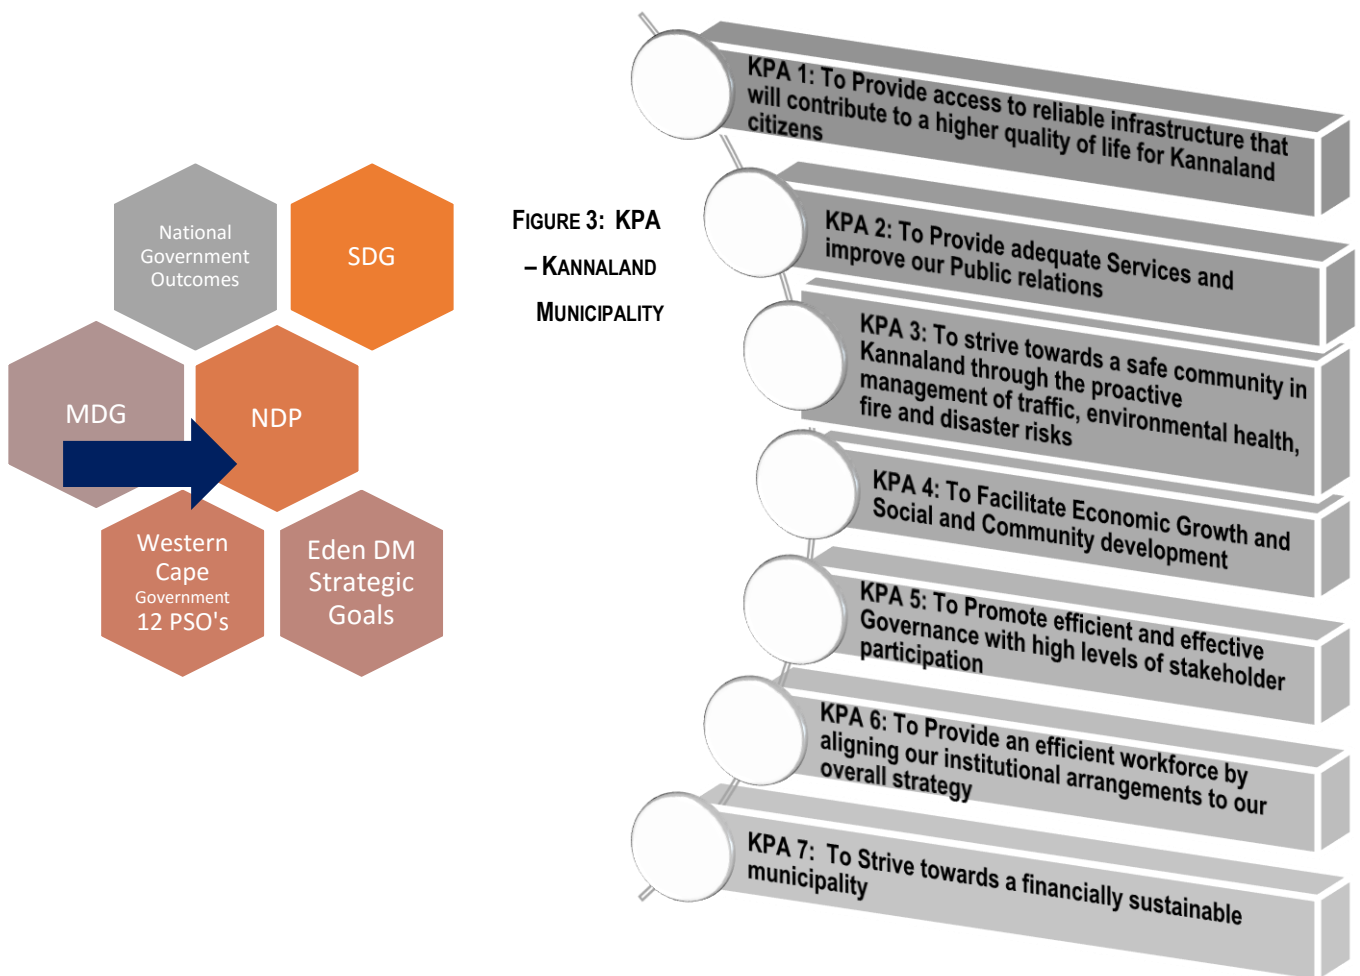 National
Government
Outcomes
SDG
MDG
NDP
Western
Cape
Government
12 PSO's
Eden DM
Strategic
Goals
FIGURE 3: KPA
– KANNALAND
MUNICIPALITY
KPA 1: To Provide access to reliable infrastructure that
will contribute to a higher quality of life for Kannaland
citizens
KPA 2: To Provide adequate Services and
improve our Public relations
KPA 3: To strive towards a safe community in
Kannaland through the proactive
management of traffic, environmental health,
fire and disaster risks
KPA 4: To Facilitate Economic Growth and
Social and Community development
KPA 5: To Promote efficient and effective
Governance with high levels of stakeholder
participation
KPA 6: To Provide an efficient workforce by
aligning our institutional arrangements to our
overall strategy
KPA 7:  To Strive towards a financially sustainable
municipality